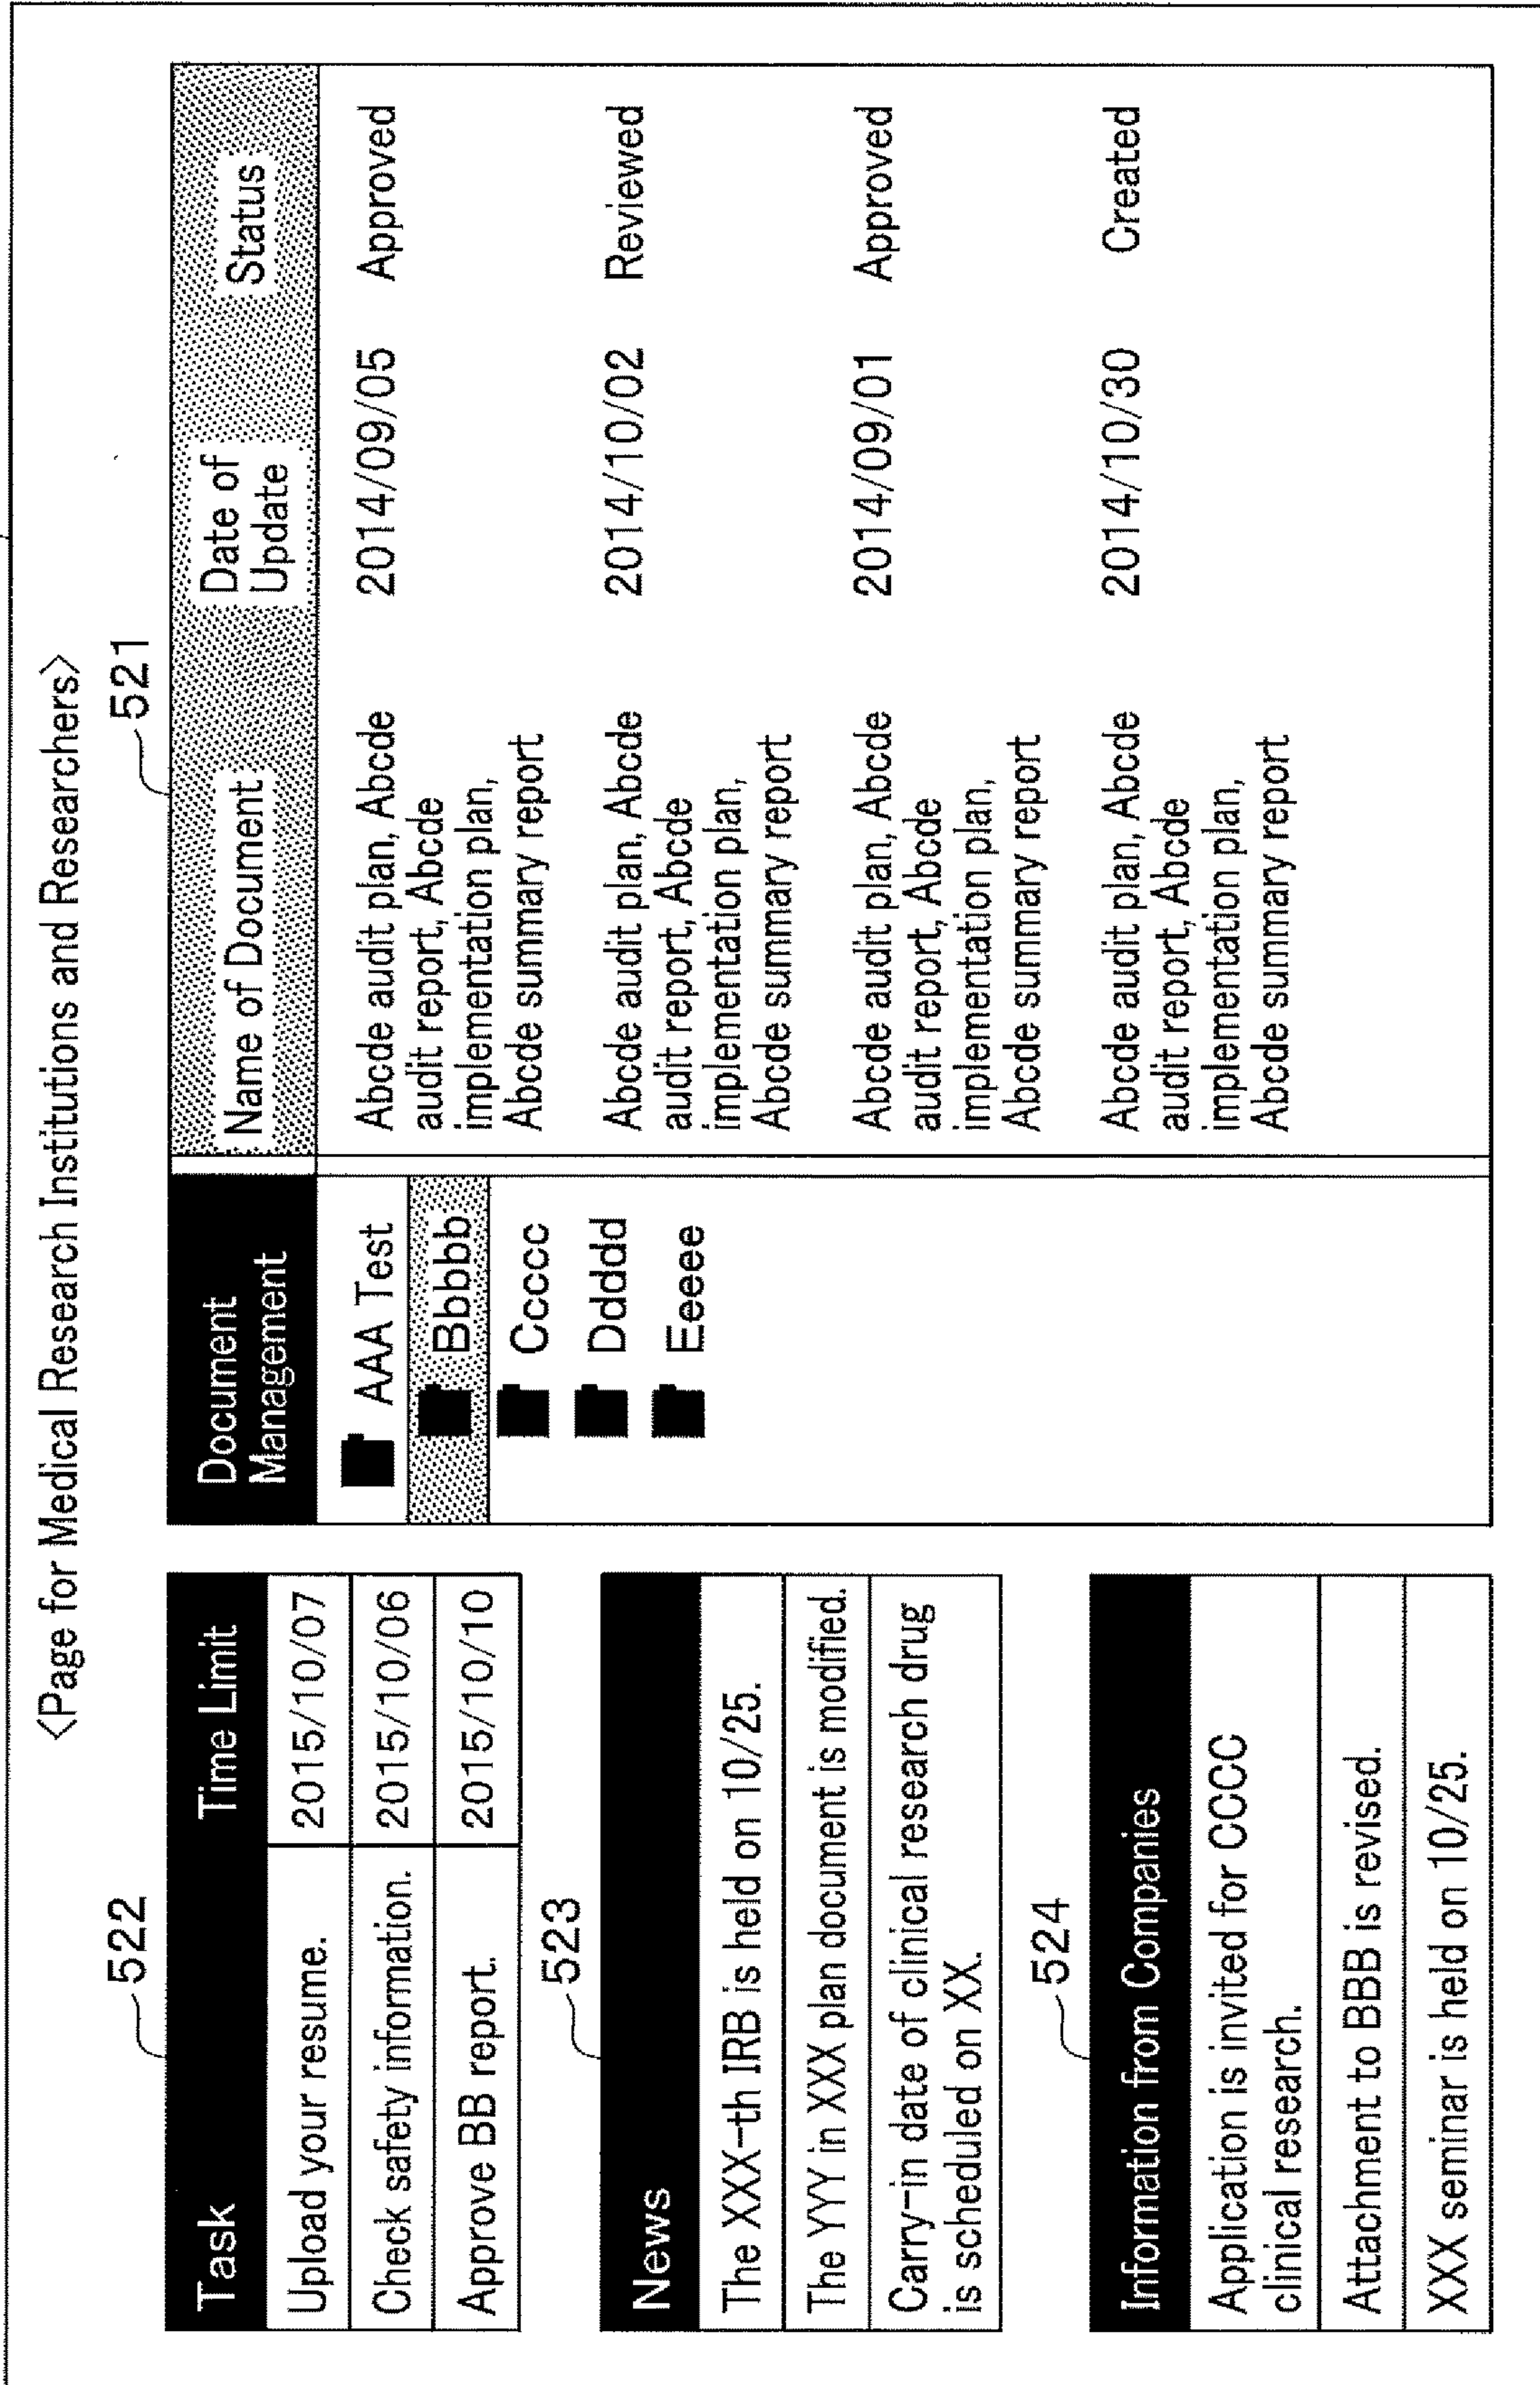 <Page for Medical Research Institutions and Researchers>
522
Task Time Limit
Upload your resume. 2015/10/07
Check safety information. 2015/10/06
Approve BB report. 2015/10/10
523
News
The XXX-th IRB is held on 10/25.
The YYY in XXX plan document is modified.
Carry-in date of clinical research drug
is scheduled on XX.
524
Information from Companies
Application is invited for CCCC
clinical research.
Attachment to BBB is revised.
XXX seminar is held on 10/25.
521
Document
Management
AAA Test
Bbbbb
Ccccc
Ddddd
Eeeee
Name of Document
Date of
Update
Status
Abcde audit plan, Abcde 2014/09/05 Approved
audit report, Abcde
implementation plan,
Abcde summary report
Abcde audit plan, Abcde 2014/10/02 Reviewed
audit report, Abcde
implementation plan,
Abcde summary report
Abcde audit plan, Abcde 2014/09/01 Approved
audit report, Abcde
implementation plan,
Abcde summary report
Abcde audit plan, Abcde 2014/10/30 Created
audit report, Abcde
implementation plan,
Abcde summary report